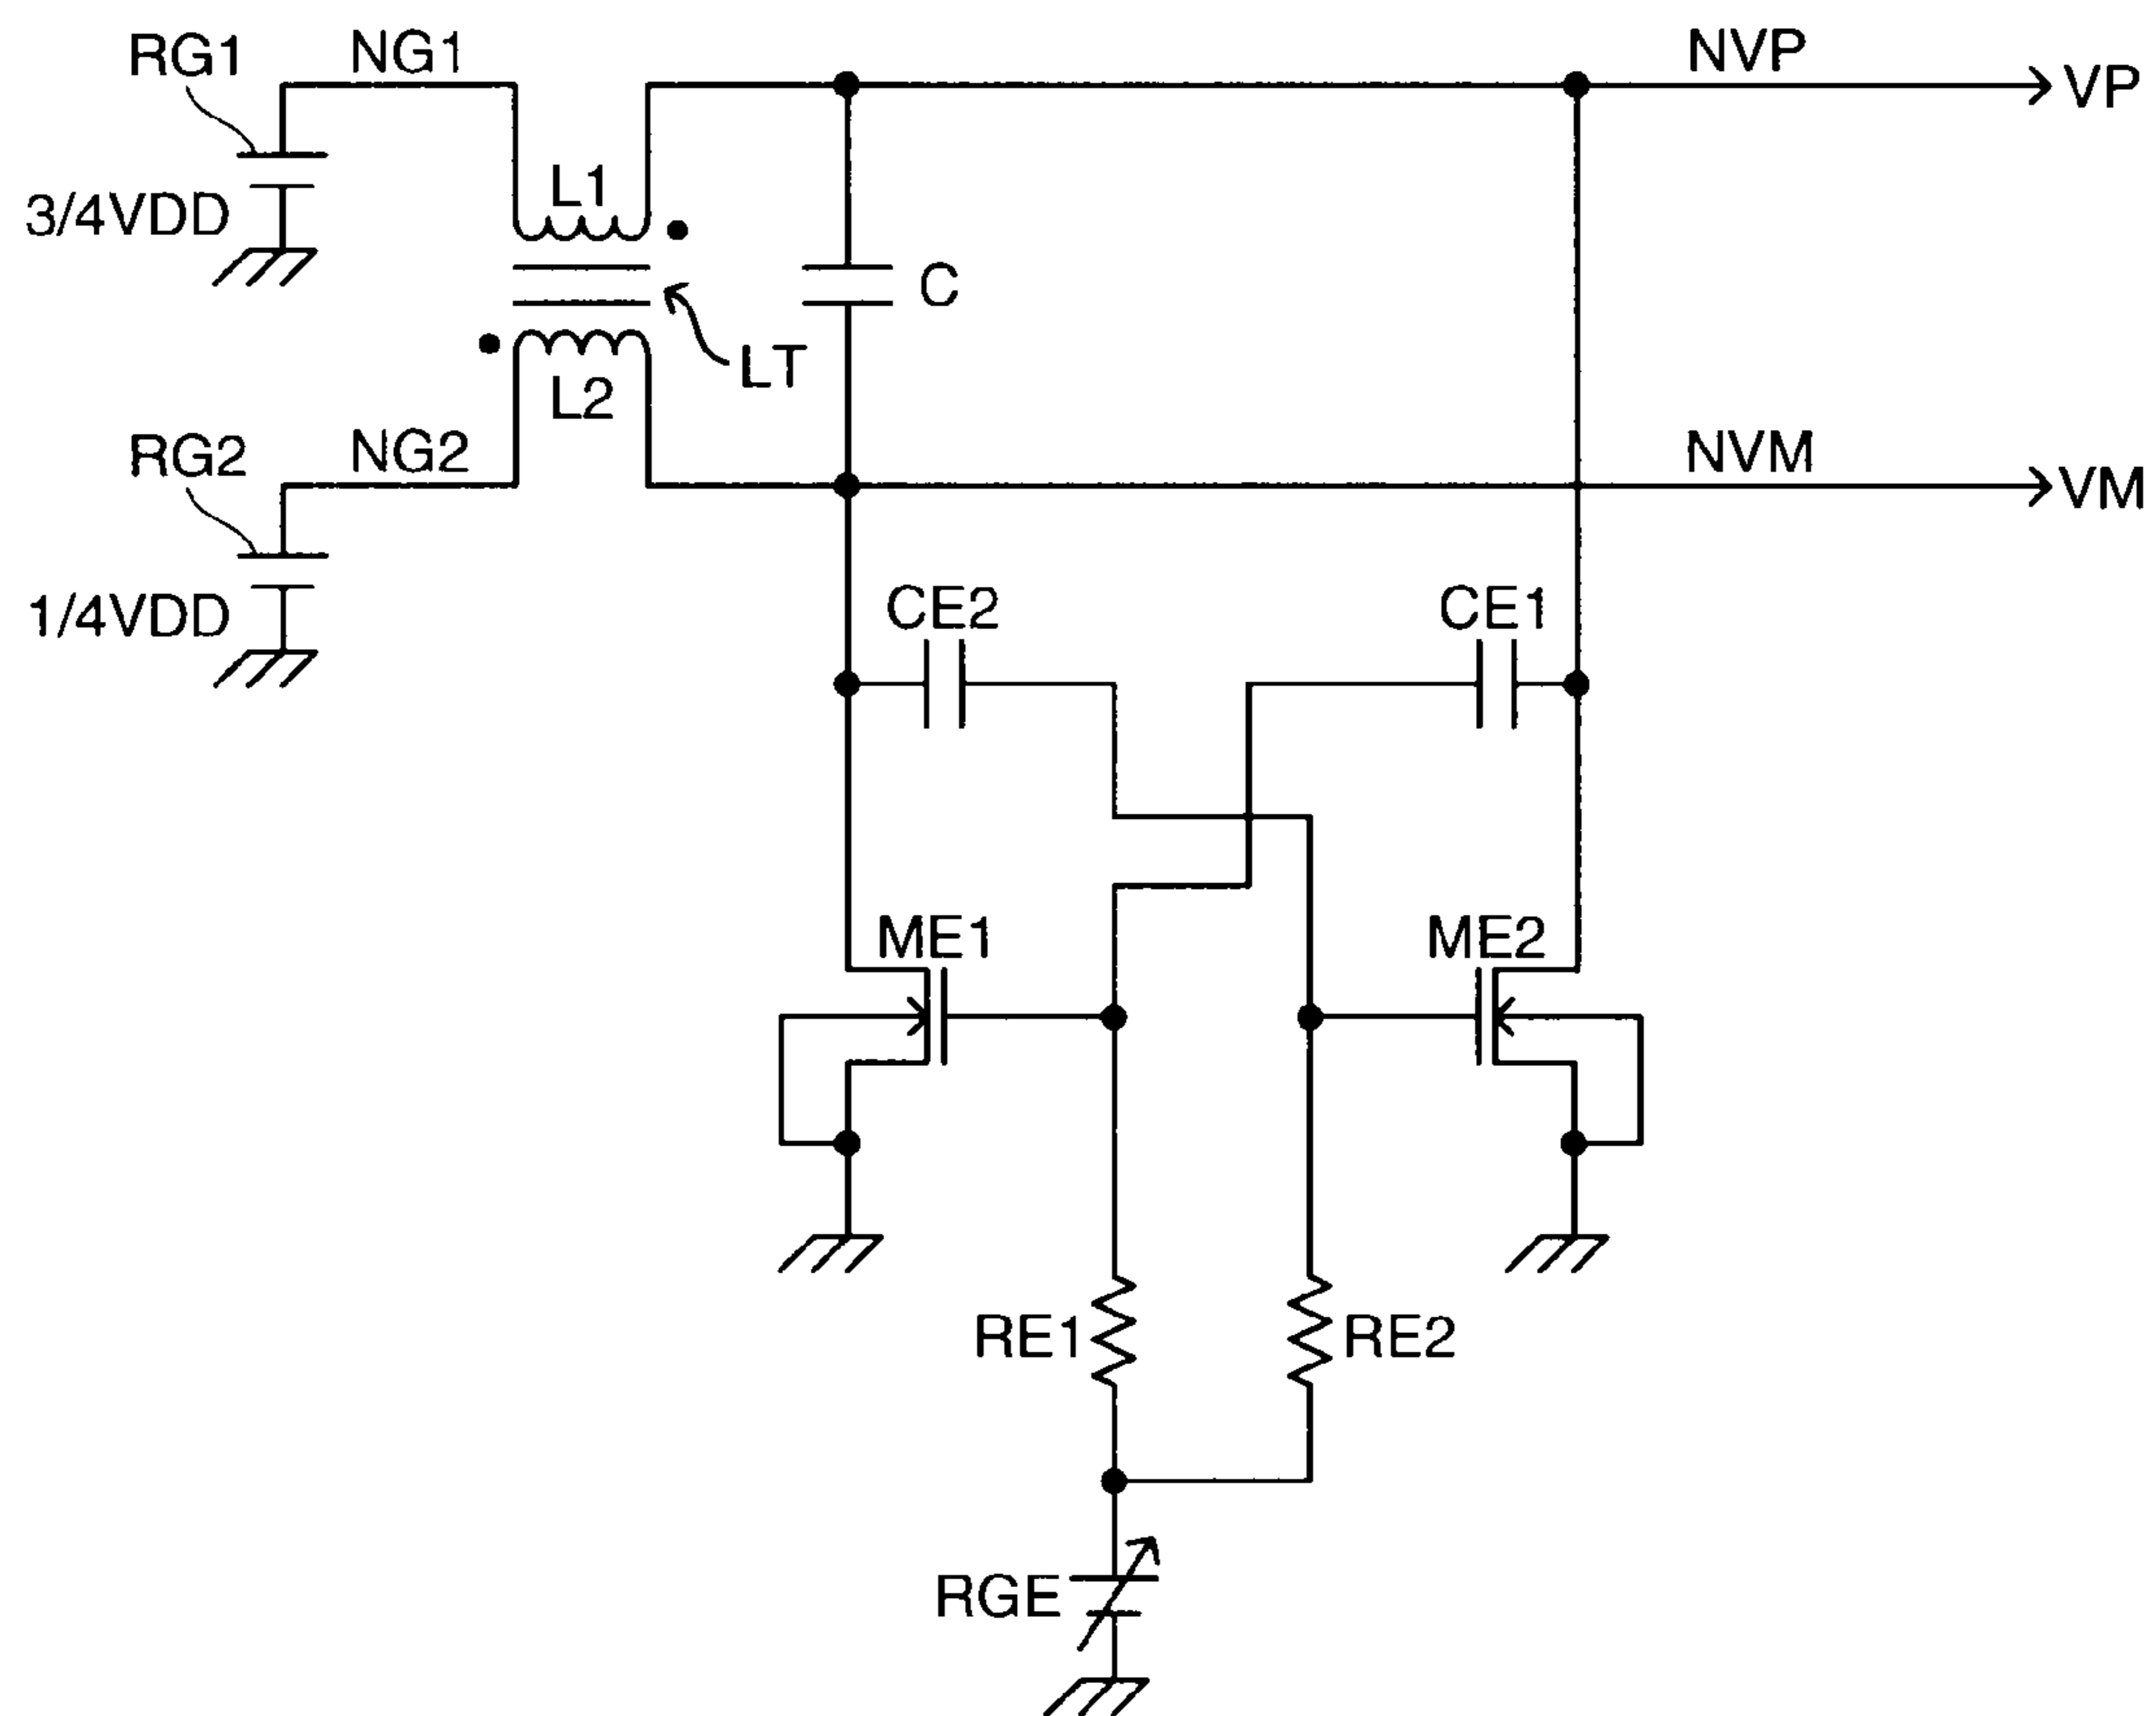 RG1
NG1
NVP
VP
3/4VDD
L1
C
LT
L2
RG2
NG2
NVM
VM
1/4VDD
CE2
CE1
ME1
ME2
RE1
RE2
RGE